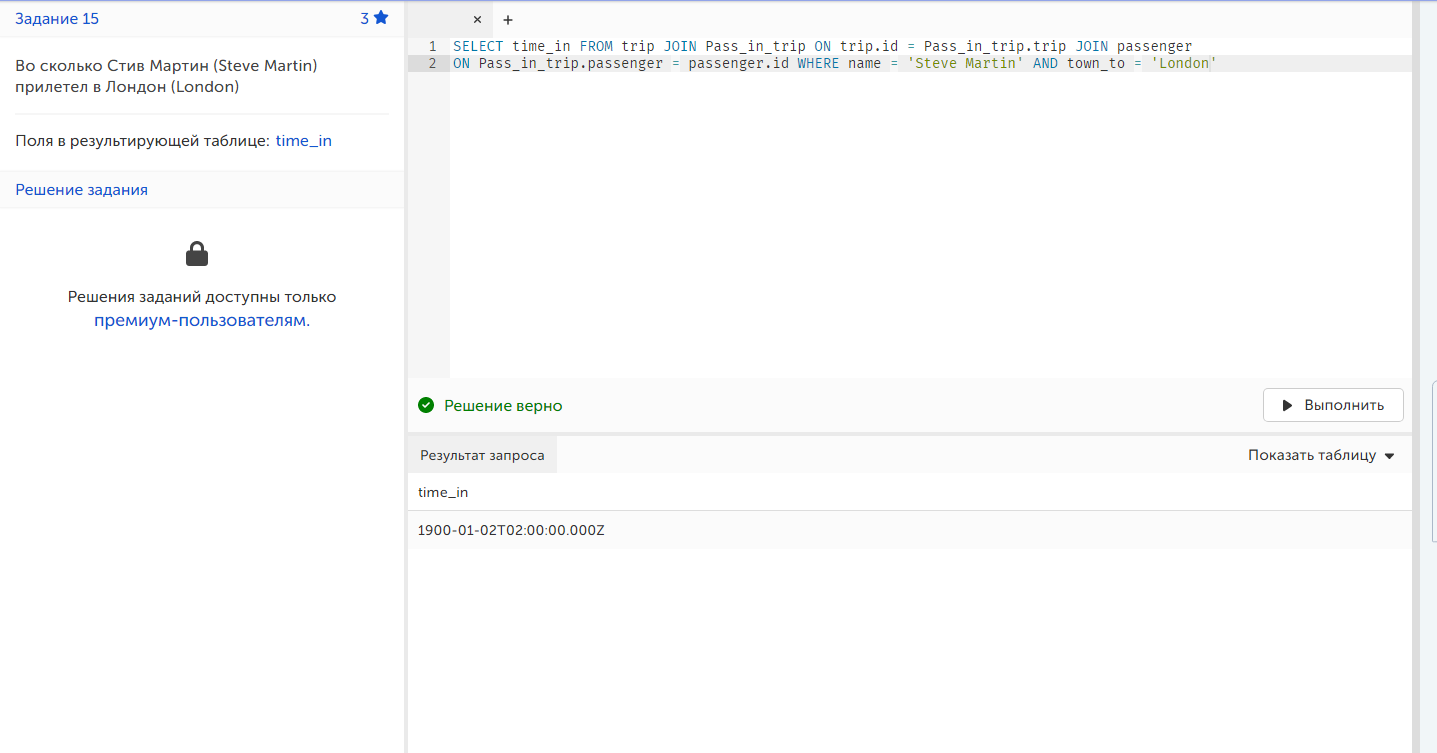 Задание 15
3
Во сколько Стив Мартин (Steve Martin)
прилетел в Лондон (London)
Поля в результирующей таблице: time_in
Решение задания
Решения заданий доступны только
премиум-пользователям.
× +
1 SELECT time_in FROM trip JOIN Pass_in_trip ON trip.id = Pass_in_trip.trip JOIN passenger
2 ON Pass_in_trip.passenger = passenger.id WHERE name = 'Steve Martin' AND town_to = 'London'
Решение верно
Выполнить
Результат запроса
Показать таблицу
time_in
1900-01-02T02:00:00.000Z